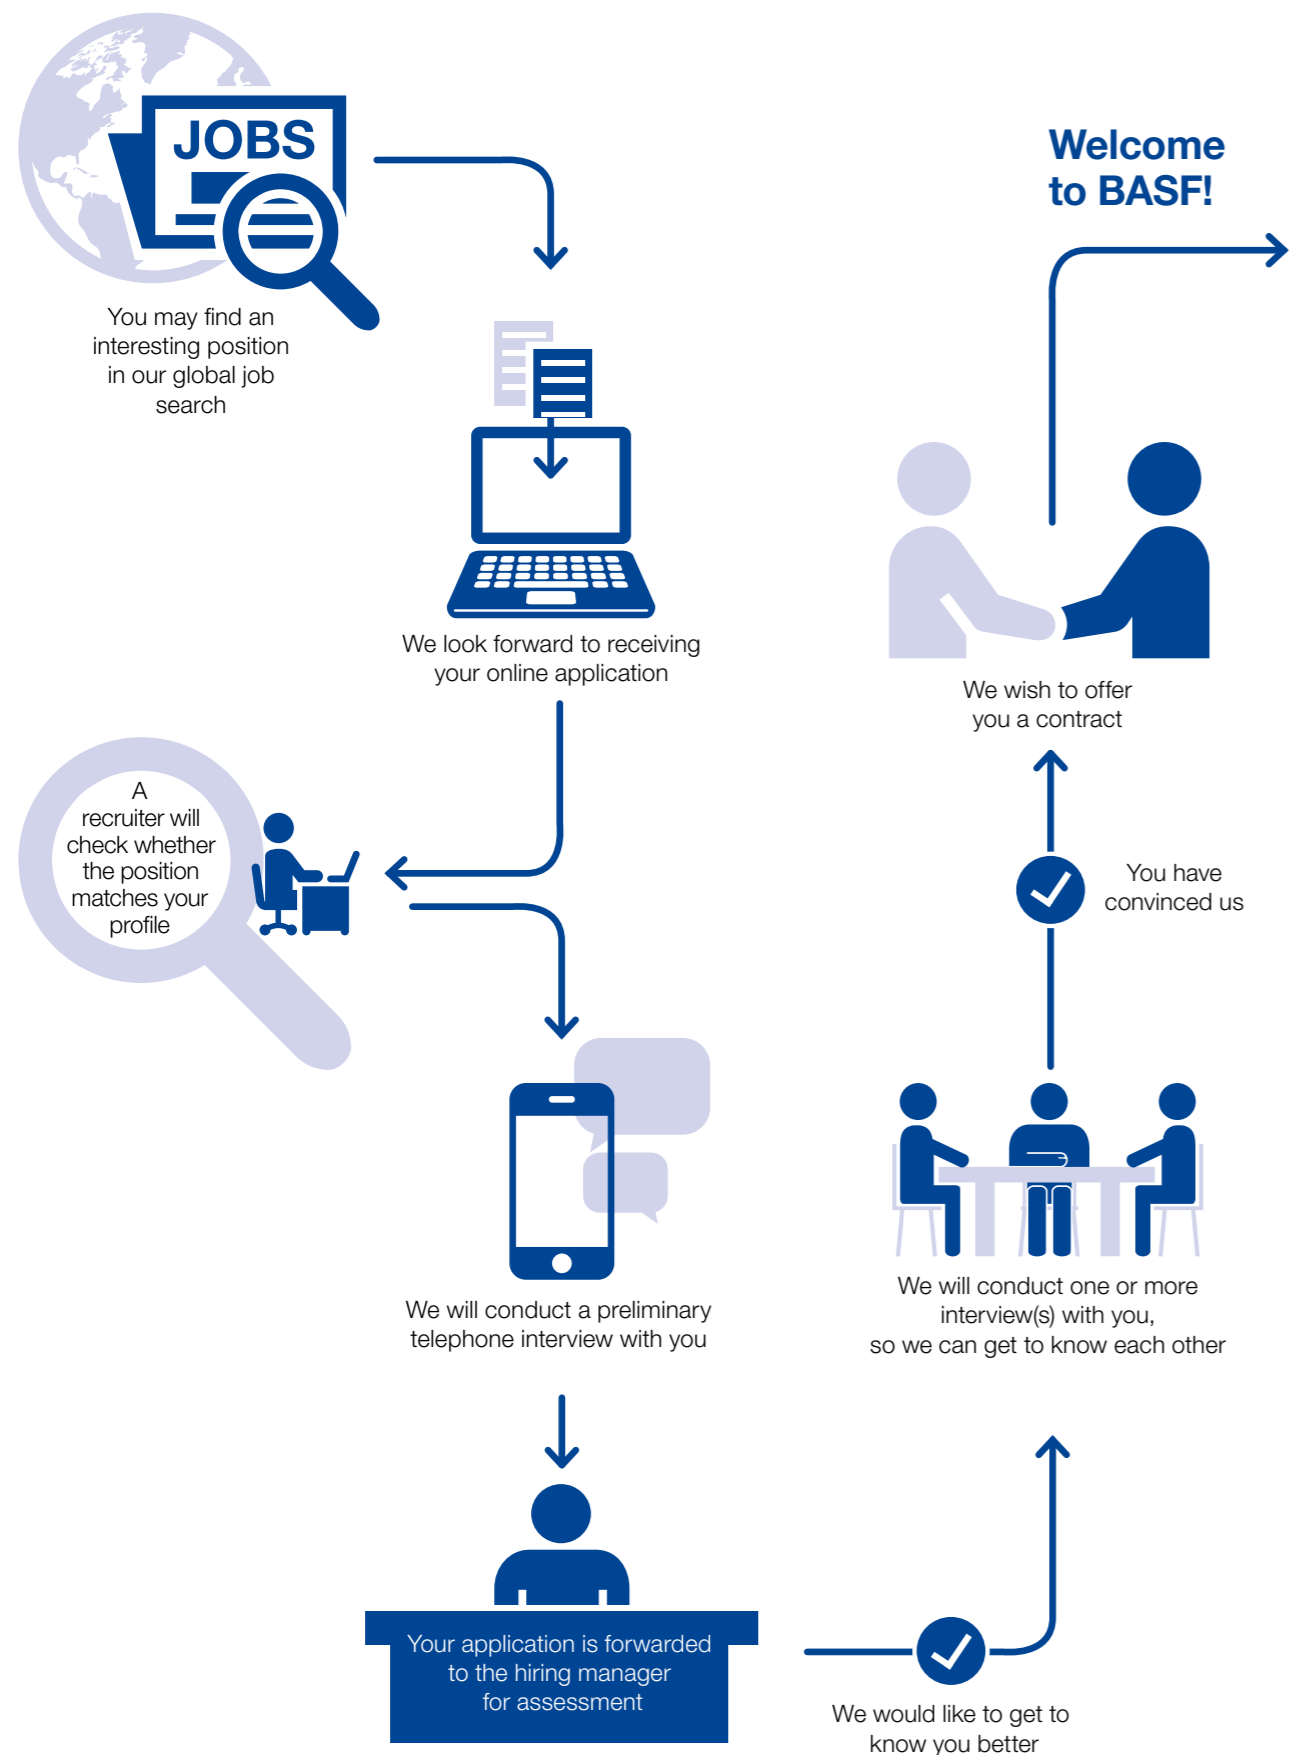 JOBS
You may find an
interesting position
in our global job
search
We look forward to receiving
your online application
A
recruiter will
check whether
the position
matches your
profile
We will conduct a preliminary
telephone interview with you
Your application is forwarded
to the hiring manager
for assessment
We would like to get to
know you better
We will conduct one or more
interview(s) with you,
so we can get to know each other
You have
convinced us
We wish to offer
you a contract
Welcome
to BASF!